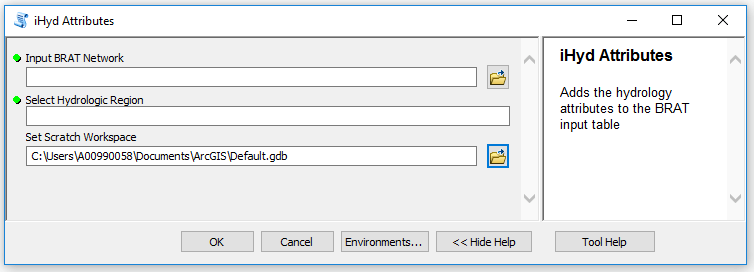 iHyd Attributes
Input BRAT Network
Select Hydrologic Region
Set Scratch Workspace
C:\Users\A00990058\Documents\ArcGIS\Default.gdb
iHyd Attributes
Adds the hydrology
attributes to the BRAT
input table
OK
Cancel
Environments...
<< Hide Help
Tool Help